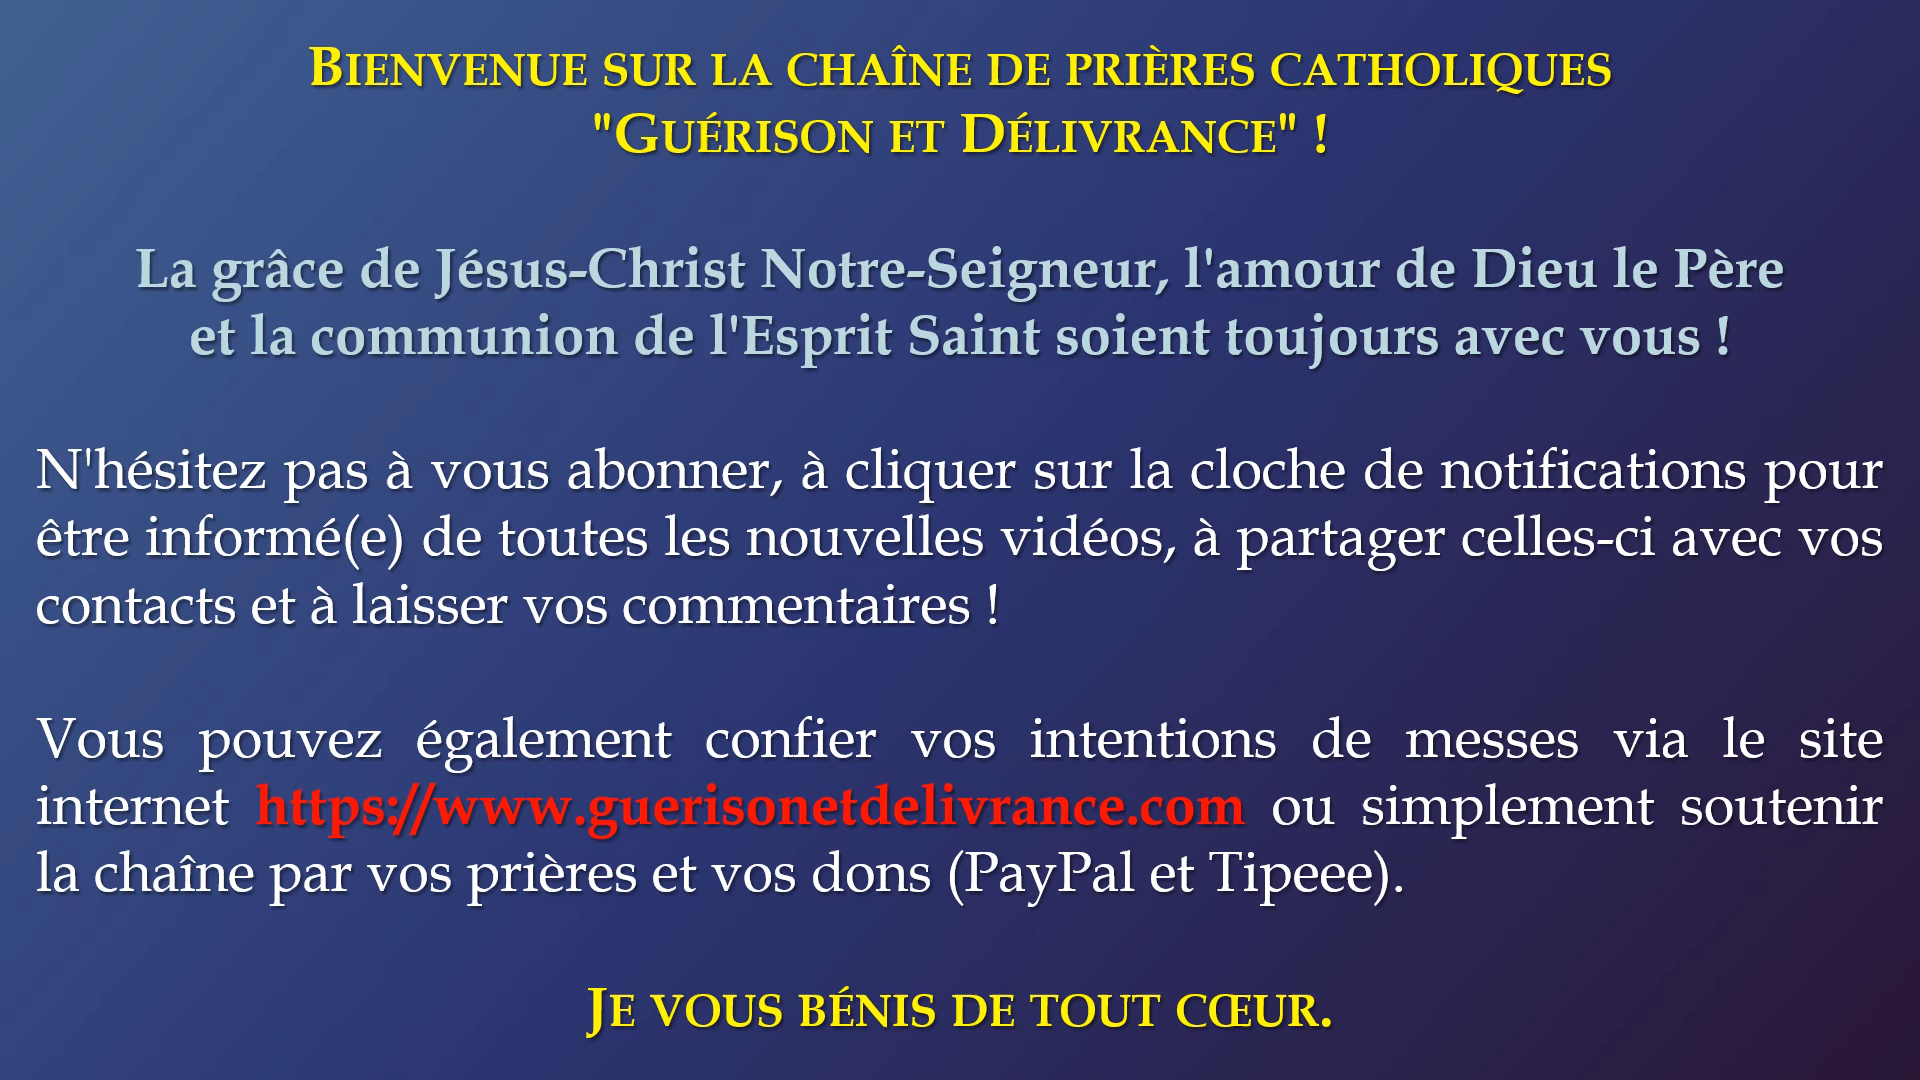 BIENVENUE SUR LA CHAÎNE DE PRIÈRES CATHOLIQUES
"GUÉRISON ET DÉLIVRANCE" !
La grâce de Jésus-Christ Notre-Seigneur, l'amour de Dieu le Père
et la communion de l'Esprit Saint soient toujours avec vous !
N'hésitez pas à vous abonner, à cliquer sur la cloche de notifications pour
être informé(e) de toutes les nouvelles vidéos, à partager celles-ci avec vos
contacts et à laisser vos commentaires !
Vous pouvez également confier vos intentions de messes via le site
internet https://www.guerisonetdelivrance.com ou simplement soutenir
la chaîne par vos prières et vos dons (PayPal et Tipeee).
JE VOUS BÉNIS DE TOUT CŒUR.